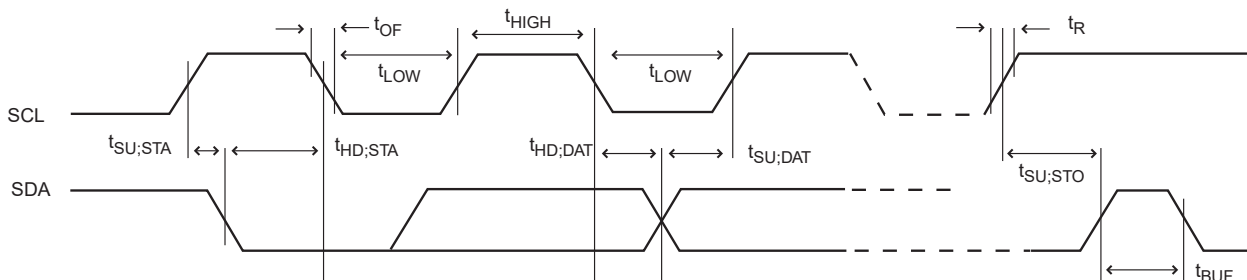 tOF
tHIGH
tR
tLOW
tLOW
SCL
tSU;STA
tHD;STA
tHD;DAT
tSU;DAT
tSU;STO
SDA
tBUF